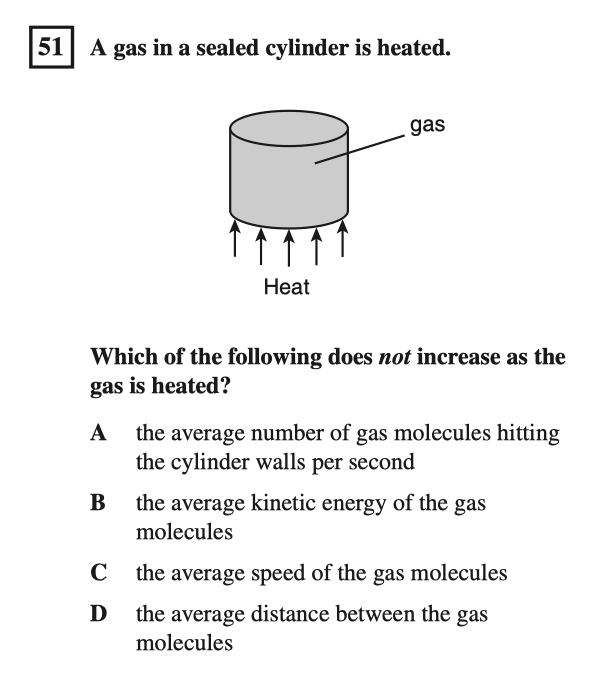 51 A gas in a sealed cylinder is heated.
gas
Heat
Which of the following does not increase as the
gas is heated?
A the average number of gas molecules hitting
the cylinder walls per second
B the average kinetic energy of the gas
molecules
C the average speed of the gas molecules
D the average distance between the gas
molecules